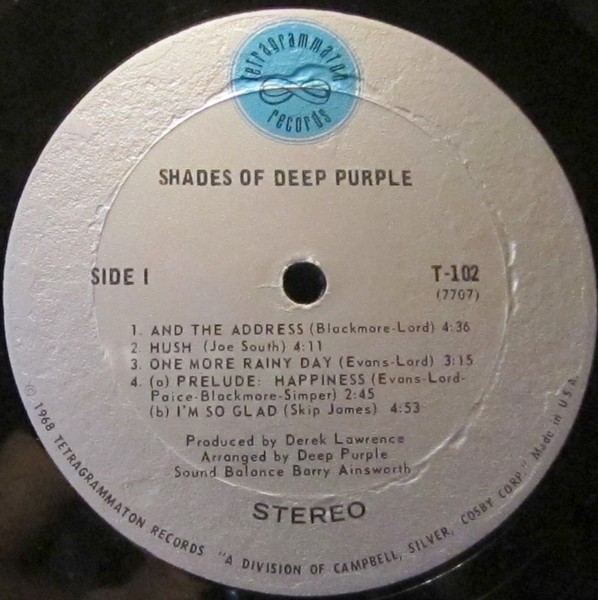 tetragrammaton
records
SHADES OF DEEP PURPLE
SIDE I
T-102
(7707)
1. AND THE ADDRESS (Blackmore-Lord) 4:36
2. HUSH (Joe South) 4:11
3. ONE MORE RAINY DAY (Evans-Lord) 3:15
4. (a) PRELUDE: HAPPINESS (Evans-Lord-
Paice-Blackmore-Simper) 2:45
(b) I'M SO GLAD (Skip James) 4:53
Produced by Derek Lawrence
Arranged by Deep Purple
Sound Balance Barry Ainsworth
STEREO
© 1968 TETRAGRAMMATON RECORDS "A DIVISION OF CAMPBELL, SILVER, COSBY CORP." Made in U.S.A.